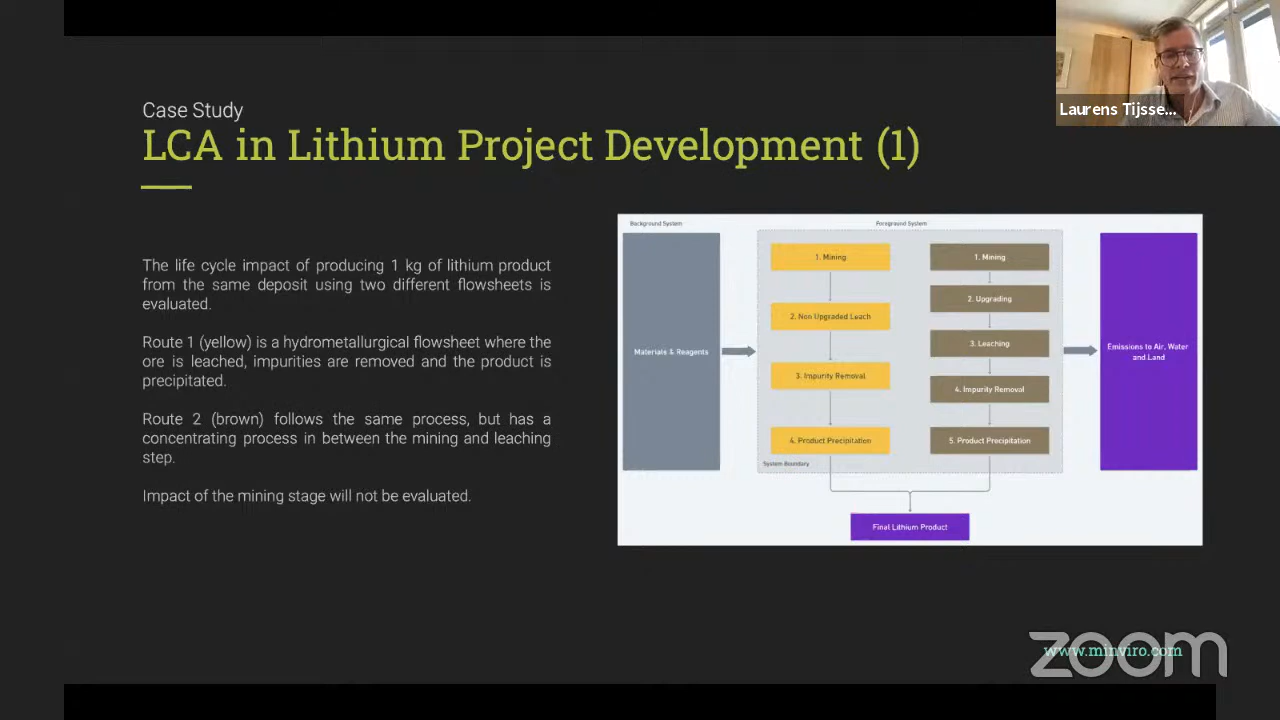 Laurens Tijsse...
Case Study
LCA in Lithium Project Development (1)
The life cycle impact of producing 1 kg of lithium product
from the same deposit using two different flowsheets is
evaluated.
Route 1 (yellow) is a hydrometallurgical flowsheet where the
ore is leached, impurities are removed and the product is
precipitated.
Route 2 (brown) follows the same process, but has a
concentrating process in between the mining and leaching
step.
Impact of the mining stage will not be evaluated.
Background System
Foreground System
Materials & Reagents
1. Mining
2. Non Upgraded Leach
3. Impurity Removal
4. Product Precipitation
1. Mining
2. Upgrading
3. Leaching
4. Impurity Removal
5. Product Precipitation
System Boundary
Emissions to Air, Water
and Land
Final Lithium Product
www.minviro.com
zoom